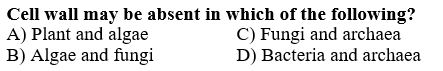 Cell wall may be absent in which of the following?
A) Plant and algae C) Fungi and archaea
B) Algae and fungi D) Bacteria and archaea